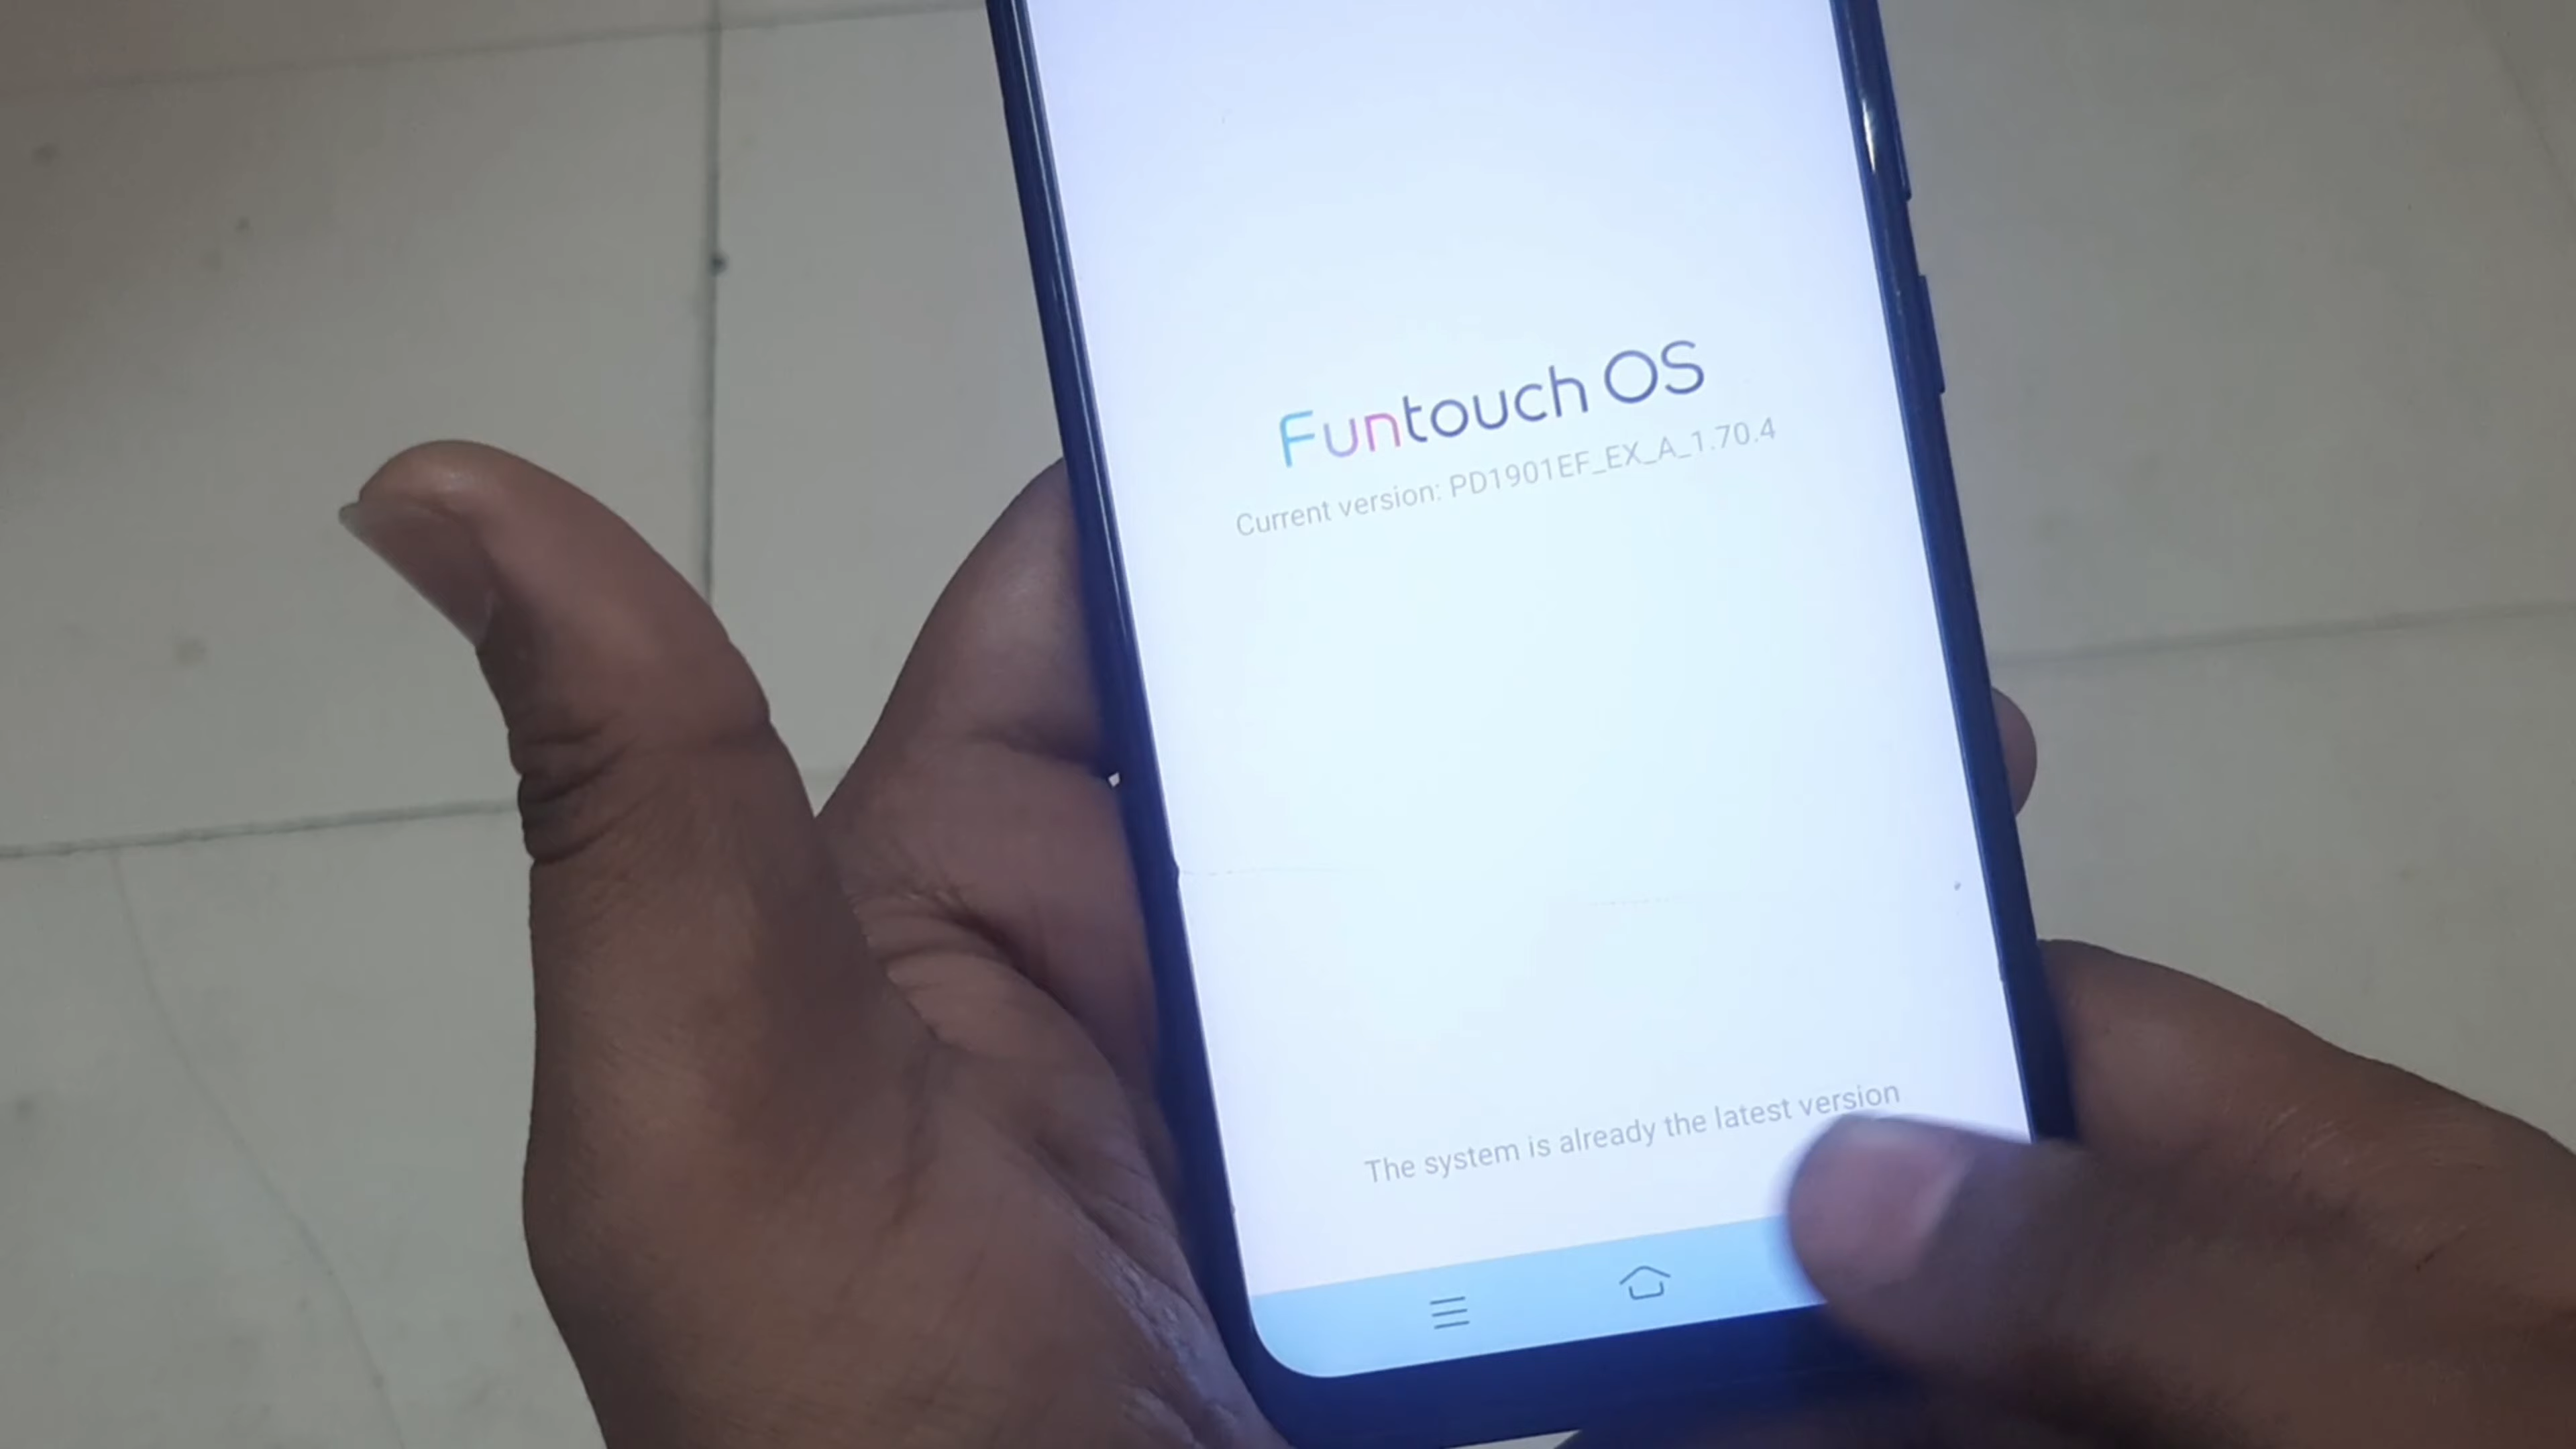 Funtouch OS
Current version: PD1901EF_EX_A_1.70.4
The system is already the latest version